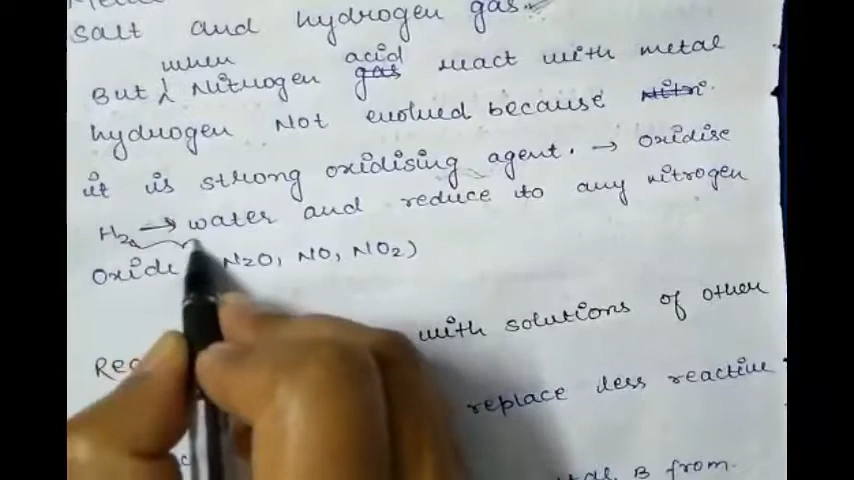 salt and hydrogen gas.
when acid
But λ Nitrogen gas react with metal
hydrogen Not evolved because
it is strong oxidising agent. → oxidise
H2 → water and reduce to any nitrogen
oxide N2O, NO, NO2)
with solutions of other
replace less reactive
B from